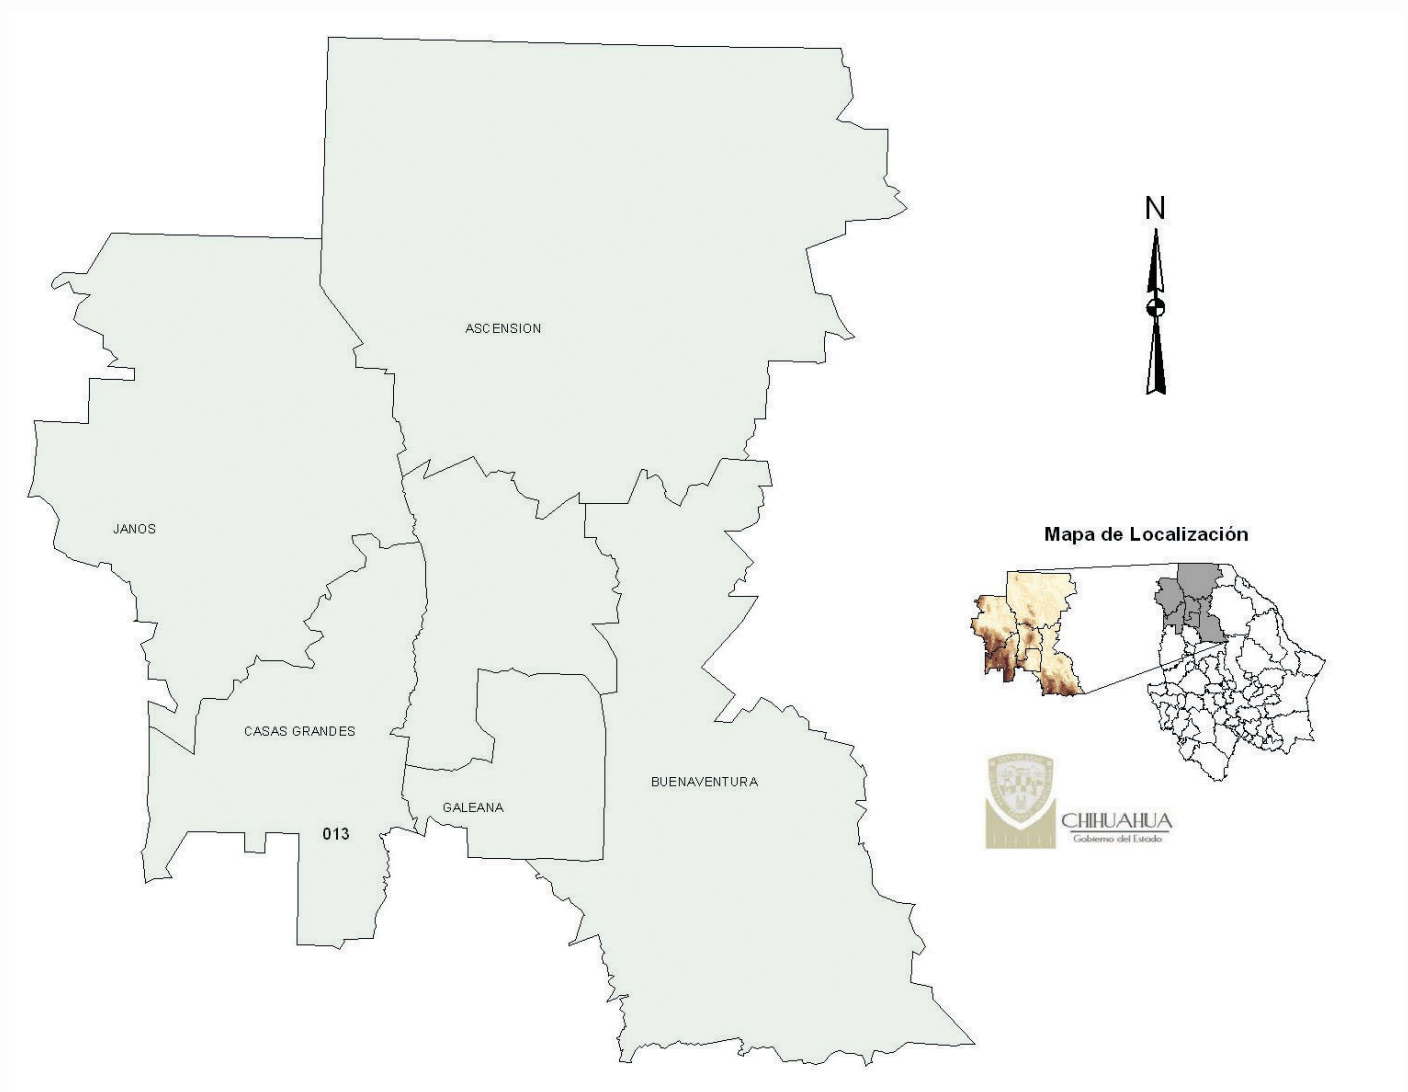 N
ASCENSION
JANOS
Mapa de Localización
CASAS GRANDES
BUENAVENTURA
GALEANA
013
CHIHUAHUA
Gobierno del Estado